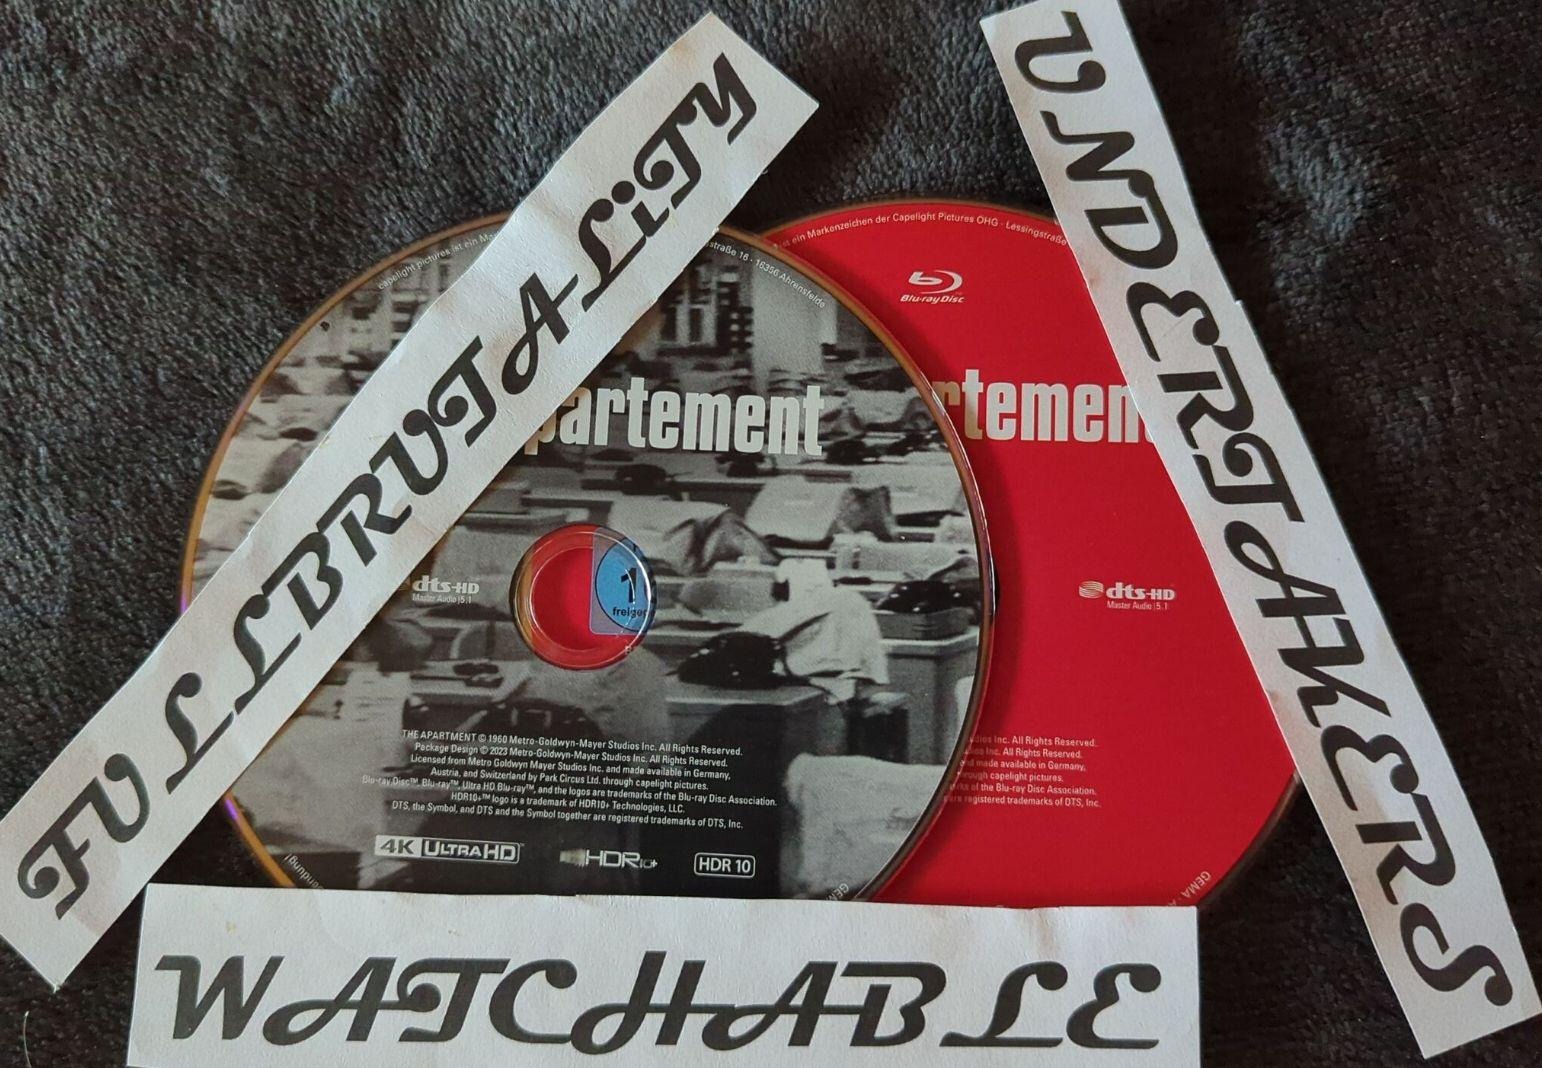 FULLBRUTALiTY
UNDERTAKERS
WATCHABLE
capelight pictures ist ein
straße 16 · 16356 Ahrensfelde
partement
dts-HD
Master Audio | 5.1
1
THE APARTMENT © 1960 Metro-Goldwyn-Mayer Studios Inc. All Rights Reserved.
Package Design © 2023 Metro-Goldwyn-Mayer Studios Inc. All Rights Reserved.
Licensed from Metro Goldwyn Mayer Studios Inc. and made available in Germany,
Austria, and Switzerland by Park Circus Ltd. through capelight pictures.
Blu-ray Disc™, Blu-ray™, Ultra HD Blu-ray™, and the logos are trademarks of the Blu-ray Disc Association.
HDR10+™ logo is a trademark of HDR10+ Technologies, LLC.
DTS, the Symbol, and DTS and the Symbol together are registered trademarks of DTS, Inc.
4K ULTRA HD
HDR10+
HDR 10
ist ein Markenzeichen der Capelight Pictures OHG · Lessingstraße
Blu-ray Disc
rtement
dts-HD
Master Audio | 5.1
Inc. All Rights Reserved.
Inc. All Rights Reserved.
and made available in Germany,
through capelight pictures.
of the Blu-ray Disc Association.
are registered trademarks of DTS, Inc.
GEMA